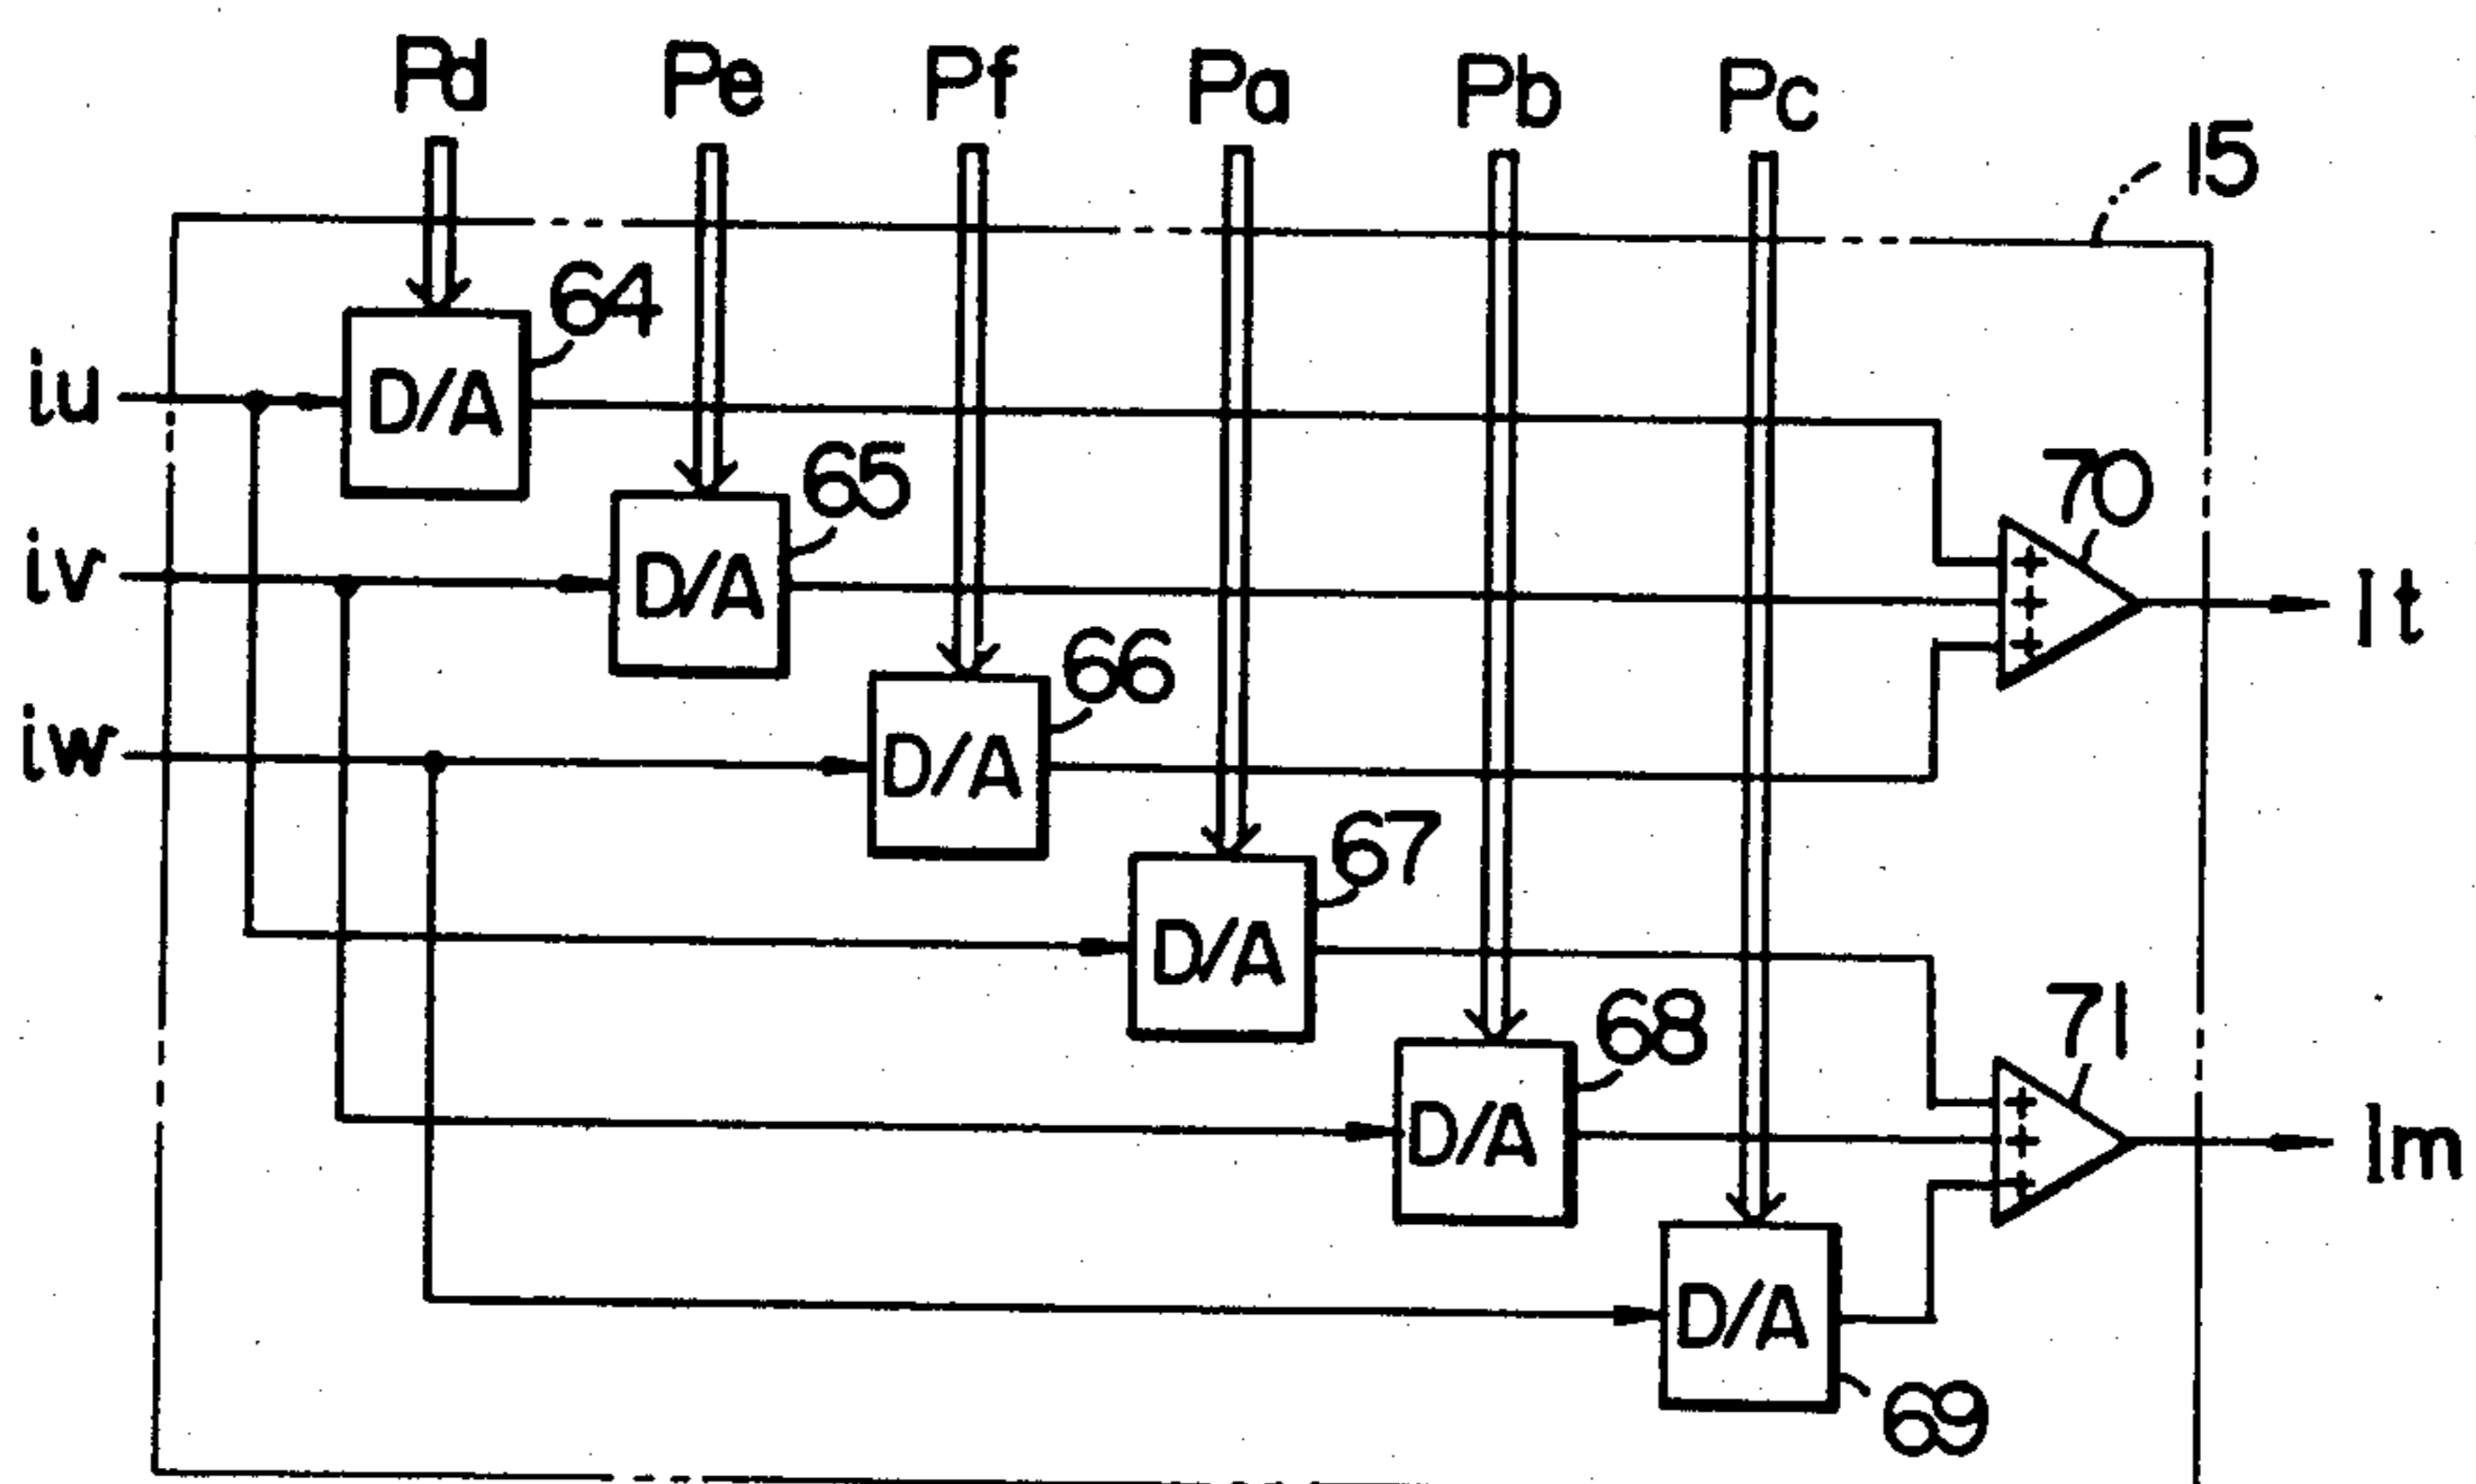 Pd Pe Pf Pa Pb Pc
15
64
iu
D/A
65
iv
D/A
70
+
+
+
It
66
iw
D/A
67
D/A
68
71
D/A
+
+
+
Im
D/A
69